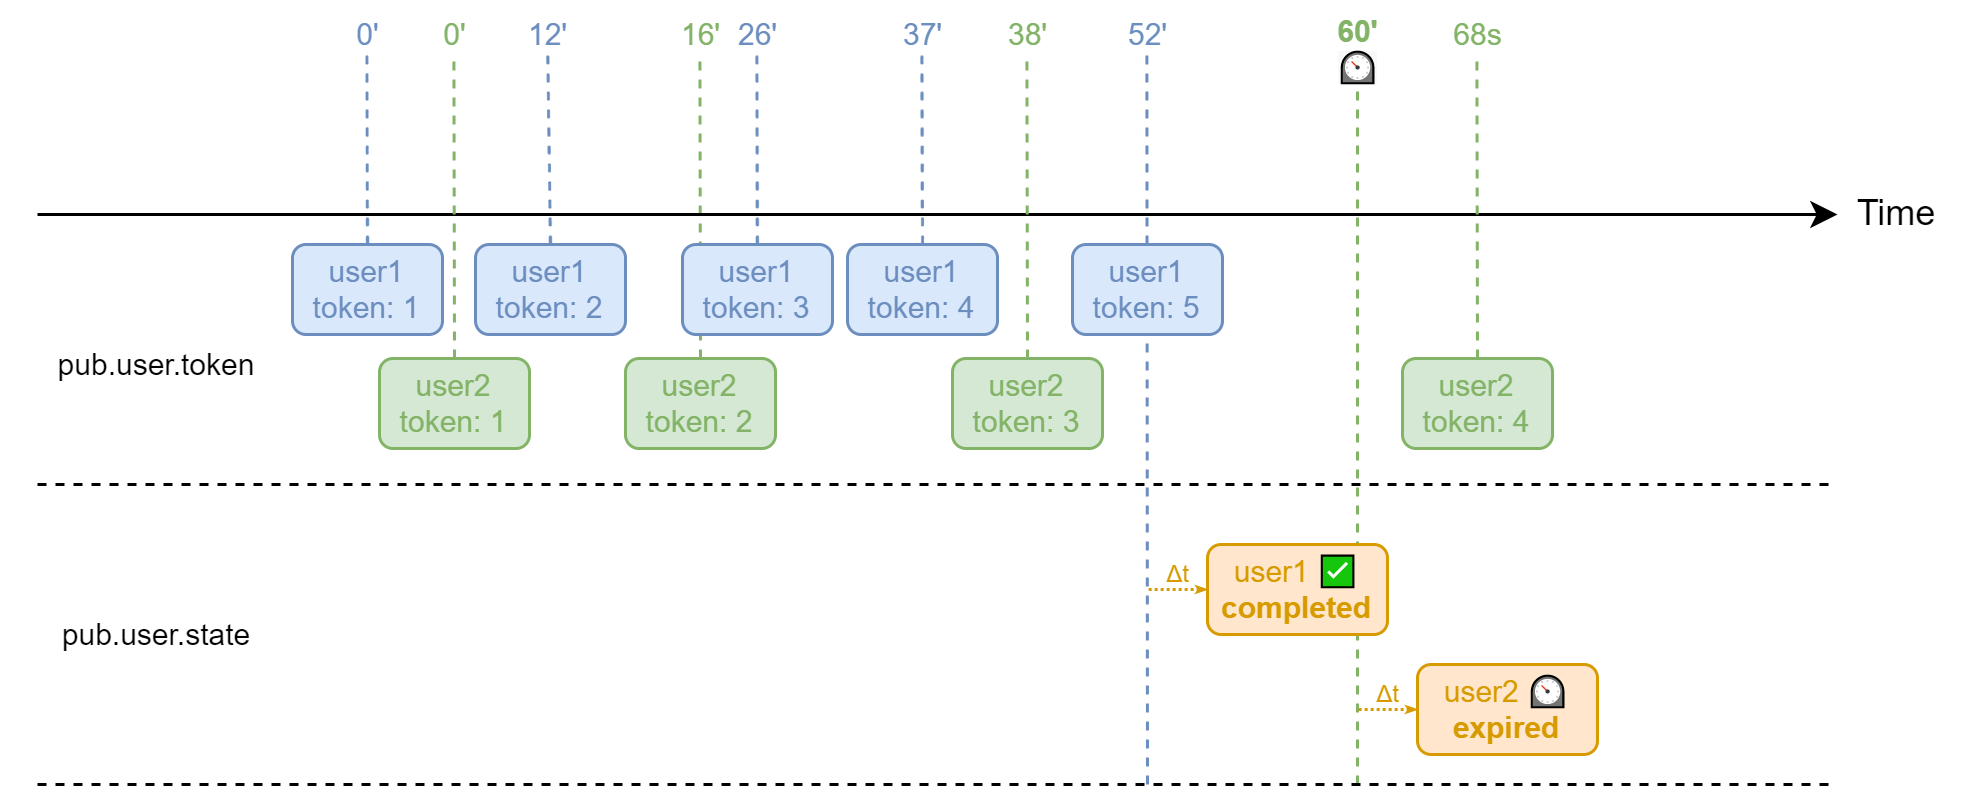 0'
0'
12'
16'
26'
37'
38'
52'
60'
68s
Time
user1
token: 1
user1
token: 2
user1
token: 3
user1
token: 4
user1
token: 5
pub.user.token
user2
token: 1
user2
token: 2
user2
token: 3
user2
token: 4
pub.user.state
Δt
user1
completed
Δt
user2
expired